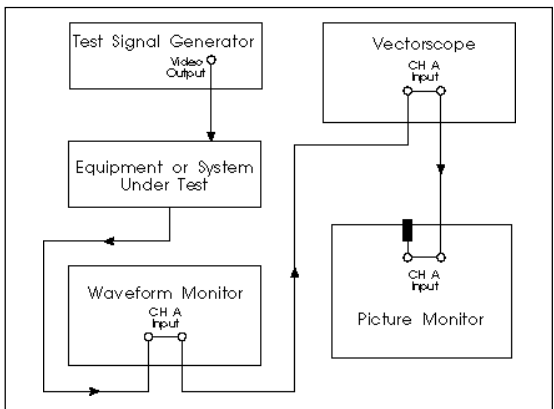 Test Signal Generator
Video
Output
Equipment or System
Under Test
Waveform Monitor
CH A
Input
Vectorscope
CH A
Input
CH A
Input
Picture Monitor